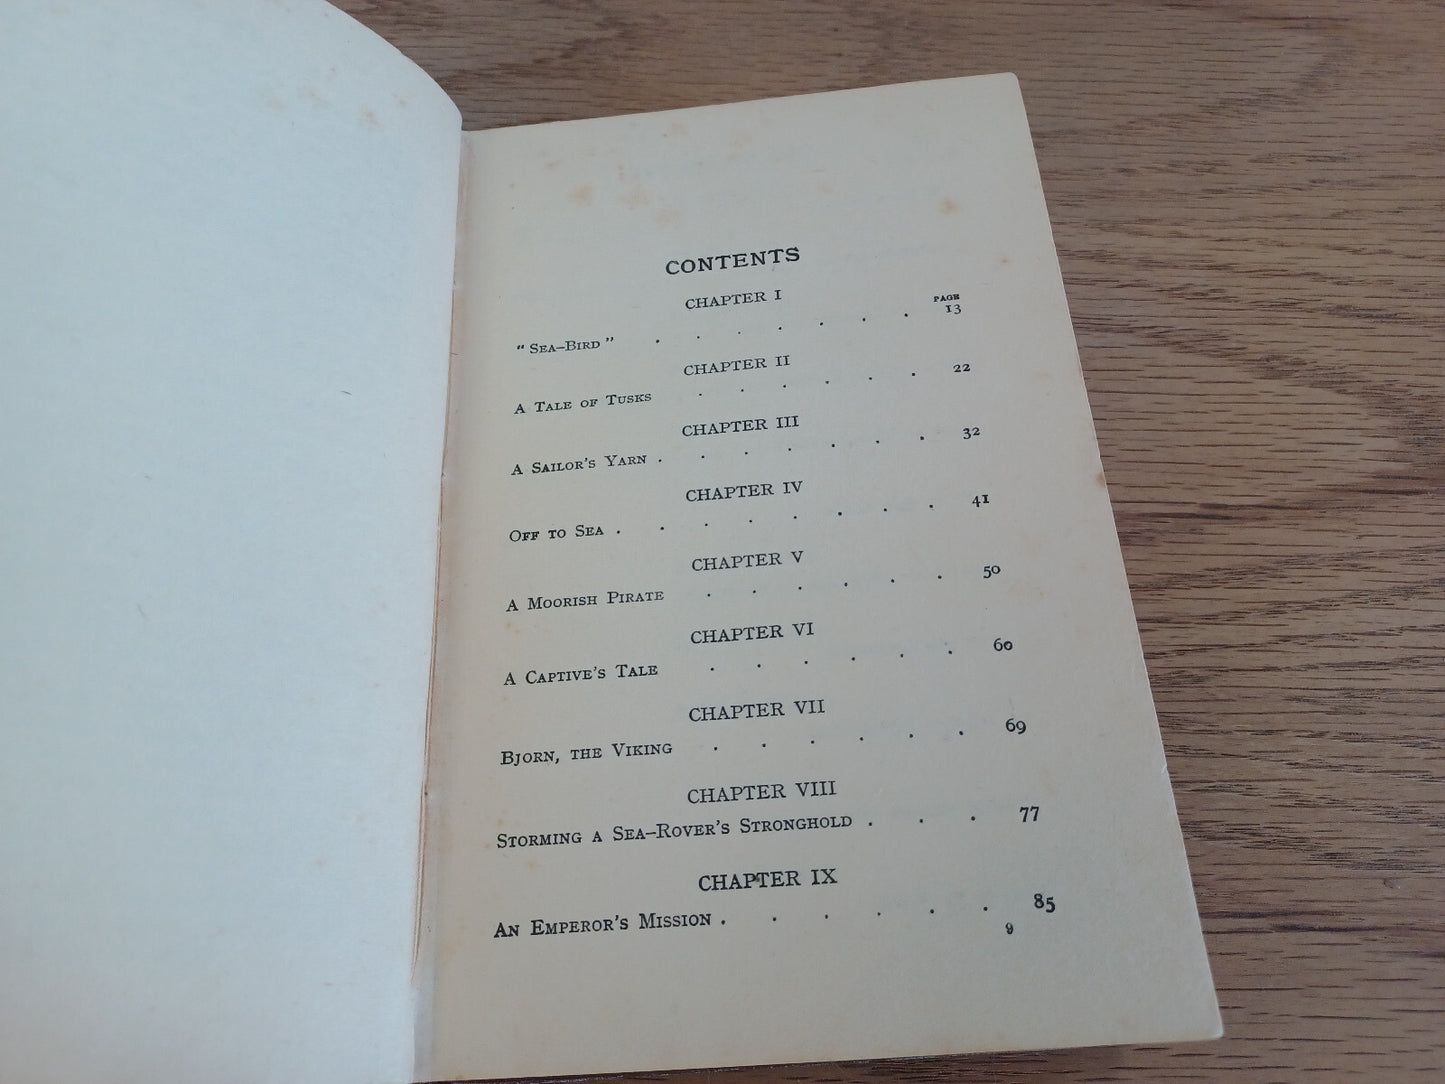 CONTENTS
CHAPTER I
PAGE
"Sea–Bird" . . . . . . . 13
CHAPTER II
A Tale of Tusks . . . . . . 22
CHAPTER III
A Sailor's Yarn . . . . . . . 32
CHAPTER IV
Off to Sea . . . . . . . . 41
CHAPTER V
A Moorish Pirate . . . . . . 50
CHAPTER VI
A Captive's Tale . . . . . . 60
CHAPTER VII
Bjorn, the Viking . . . . . . 69
CHAPTER VIII
Storming a Sea–Rover's Stronghold . . . 77
CHAPTER IX
An Emperor's Mission . . . . . . 85
9